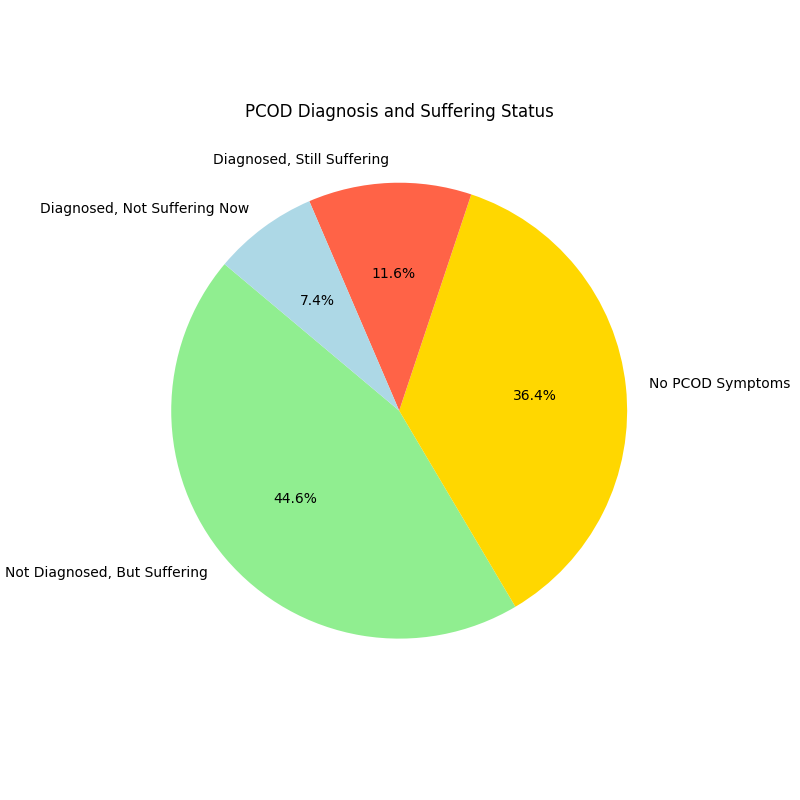 PCOD Diagnosis and Suffering Status
Diagnosed, Still Suffering
Diagnosed, Not Suffering Now
11.6%
7.4%
No PCOD Symptoms
36.4%
44.6%
Not Diagnosed, But Suffering